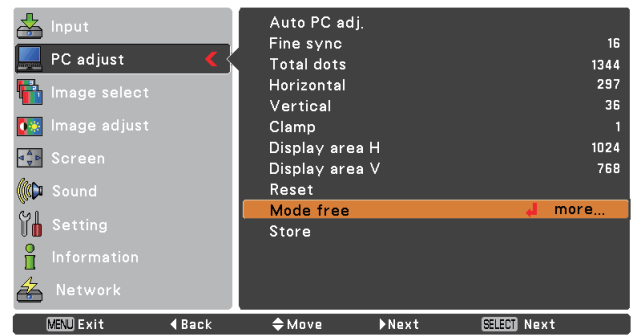 Input
PC adjust
Image select
Image adjust
Screen
Sound
Setting
Information
Network
Auto PC adj.
Fine sync 16
Total dots 1344
Horizontal 297
Vertical 36
Clamp 1
Display area H 1024
Display area V 768
Reset
Mode free more...
Store
MENU Exit Back Move Next SELECT Next